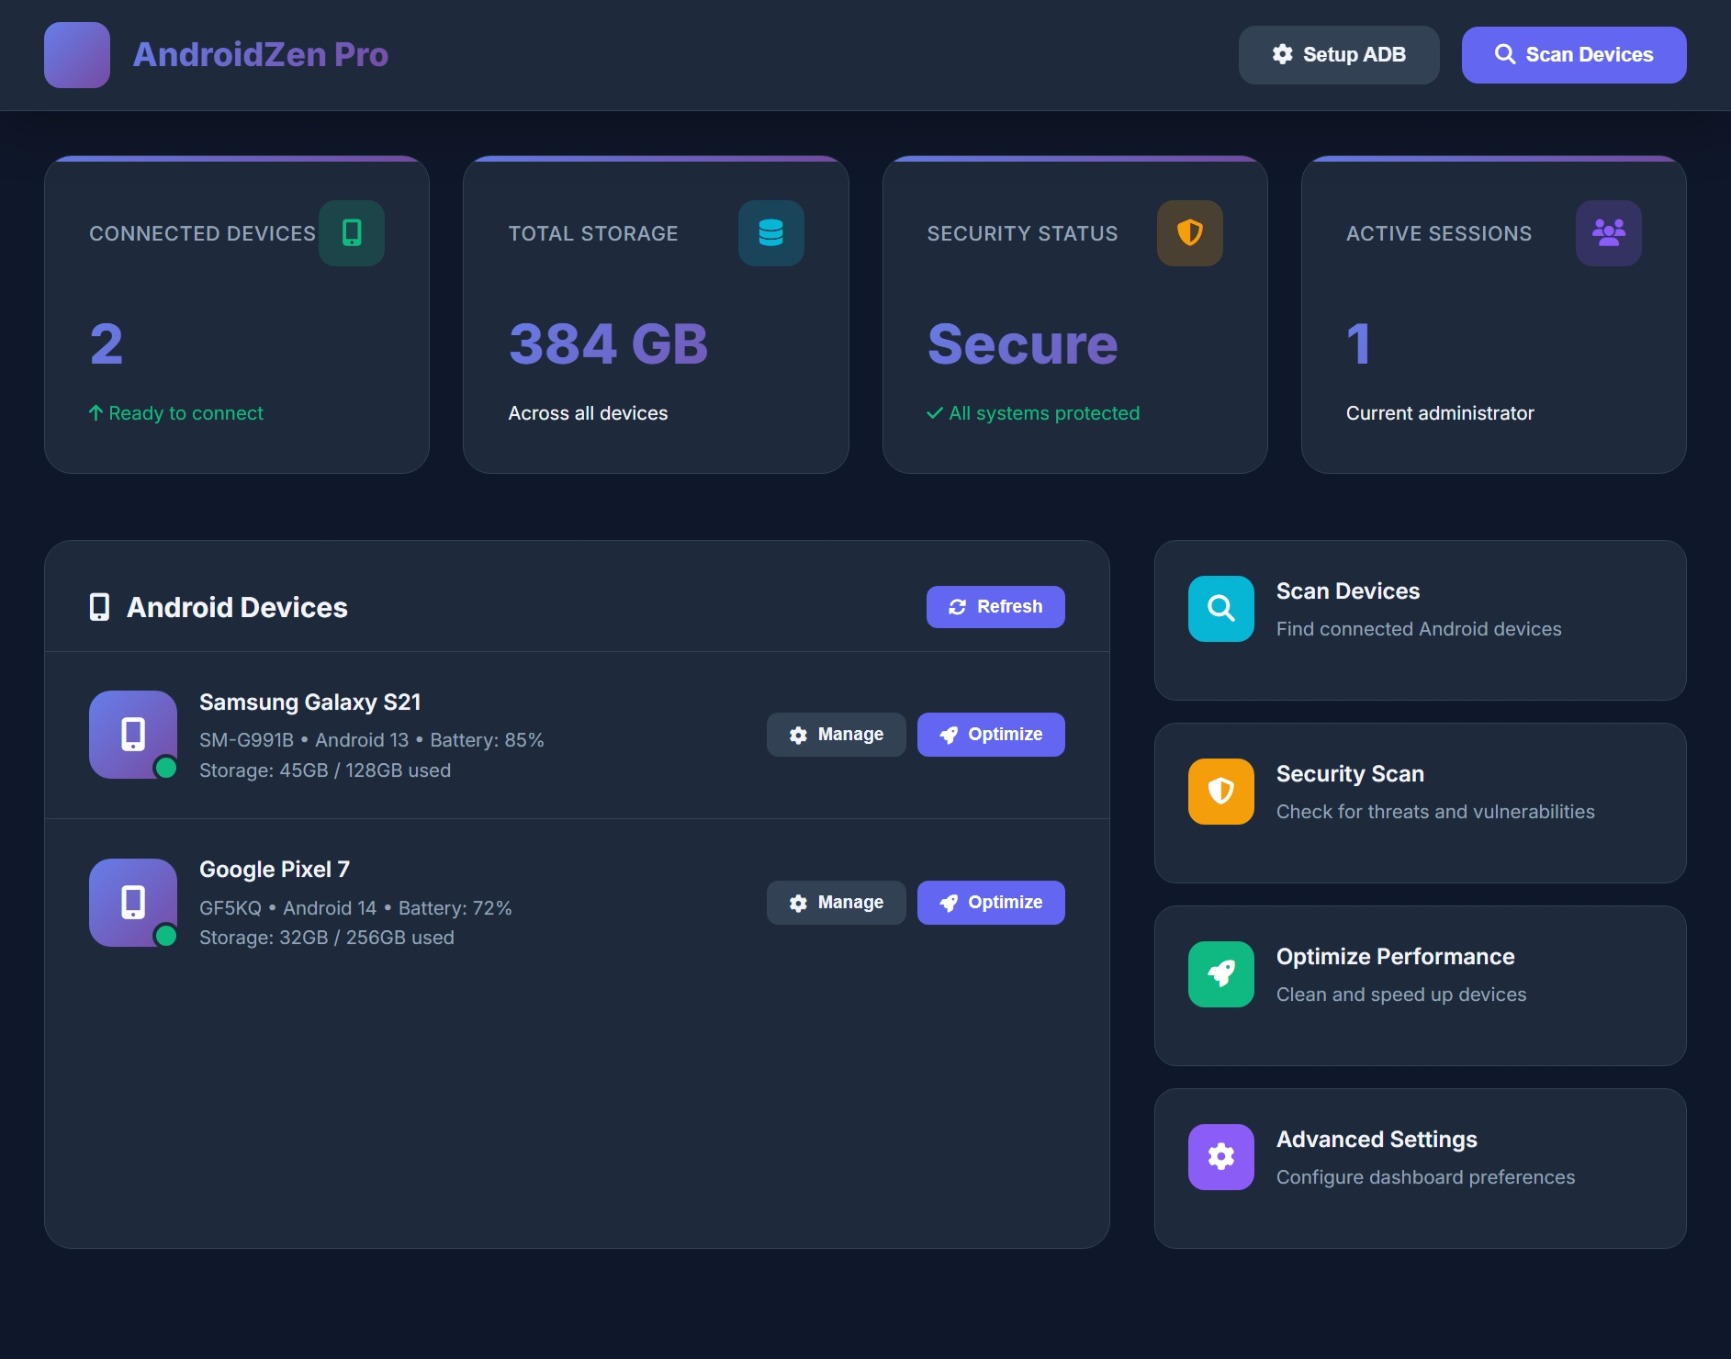 AndroidZen Pro
Setup ADB
Scan Devices
CONNECTED DEVICES
2
Ready to connect
TOTAL STORAGE
384 GB
Across all devices
SECURITY STATUS
Secure
All systems protected
ACTIVE SESSIONS
1
Current administrator
Android Devices
Refresh
Samsung Galaxy S21
SM-G991B • Android 13 • Battery: 85%
Storage: 45GB / 128GB used
Manage
Optimize
Google Pixel 7
GF5KQ • Android 14 • Battery: 72%
Storage: 32GB / 256GB used
Manage
Optimize
Scan Devices
Find connected Android devices
Security Scan
Check for threats and vulnerabilities
Optimize Performance
Clean and speed up devices
Advanced Settings
Configure dashboard preferences